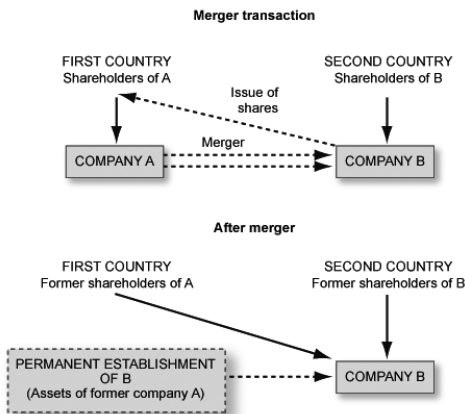 Merger transaction
FIRST COUNTRY
Shareholders of A
SECOND COUNTRY
Shareholders of B
Issue of
shares
Merger
COMPANY A
COMPANY B
After merger
FIRST COUNTRY
Former shareholders of A
SECOND COUNTRY
Former shareholders of B
PERMANENT ESTABLISHMENT
OF B
(Assets of former company A)
COMPANY B